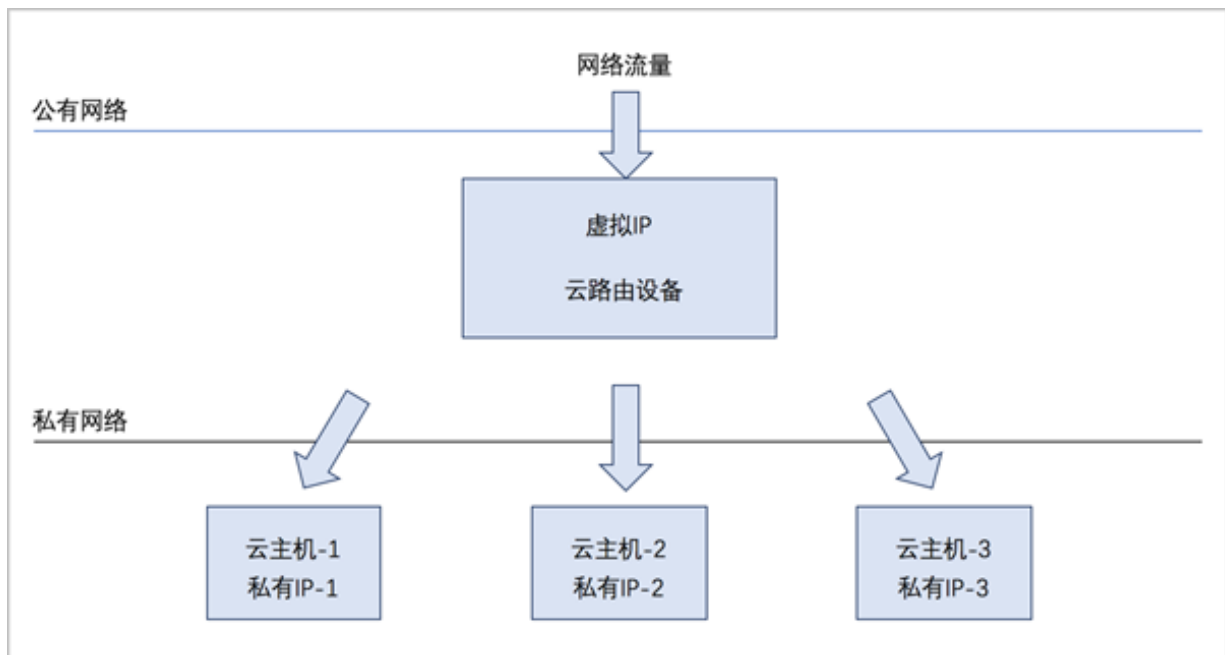 网络流量
公有网络
虚拟IP
云路由设备
私有网络
云主机-1
私有IP-1
云主机-2
私有IP-2
云主机-3
私有IP-3